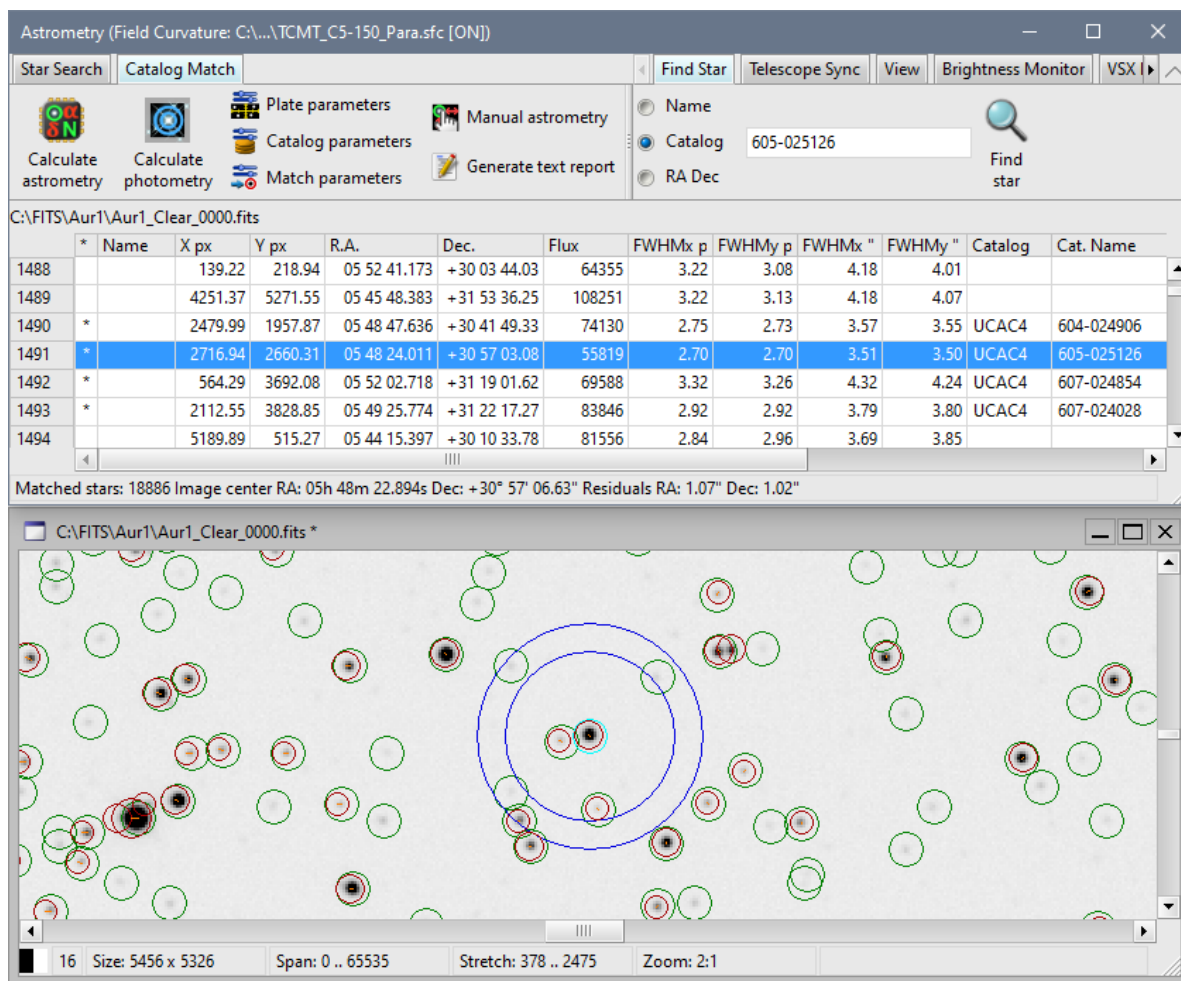 Astrometry (Field Curvature: C:\...\TCMT_C5-150_Para.sfc [ON])
Star Search Catalog Match Find Star Telescope Sync View Brightness Monitor VSX
Calculate astrometry
Calculate photometry
Plate parameters
Catalog parameters
Match parameters
Manual astrometry
Generate text report
Name
Catalog 605-025126
RA Dec
Find star
C:\FITS\Aur1\Aur1_Clear_0000.fits
* Name X px Y px R.A. Dec. Flux FWHMx p FWHMy p FWHMx " FWHMy " Catalog Cat. Name
1488 139.22 218.94 05 52 41.173 +30 03 44.03 64355 3.22 3.08 4.18 4.01
1489 4251.37 5271.55 05 45 48.383 +31 53 36.25 108251 3.22 3.13 4.18 4.07
1490 * 2479.99 1957.87 05 48 47.636 +30 41 49.33 74130 2.75 2.73 3.57 3.55 UCAC4 604-024906
1491 * 2716.94 2660.31 05 48 24.011 +30 57 03.08 55819 2.70 2.70 3.51 3.50 UCAC4 605-025126
1492 * 564.29 3692.08 05 52 02.718 +31 19 01.62 69588 3.32 3.26 4.32 4.24 UCAC4 607-024854
1493 * 2112.55 3828.85 05 49 25.774 +31 22 17.27 83846 2.92 2.92 3.79 3.80 UCAC4 607-024028
1494 5189.89 515.27 05 44 15.397 +30 10 33.78 81556 2.84 2.96 3.69 3.85
Matched stars: 18886 Image center RA: 05h 48m 22.894s Dec: +30° 57' 06.63" Residuals RA: 1.07" Dec: 1.02"
C:\FITS\Aur1\Aur1_Clear_0000.fits *
16 Size: 5456 x 5326 Span: 0 .. 65535 Stretch: 378 .. 2475 Zoom: 2:1